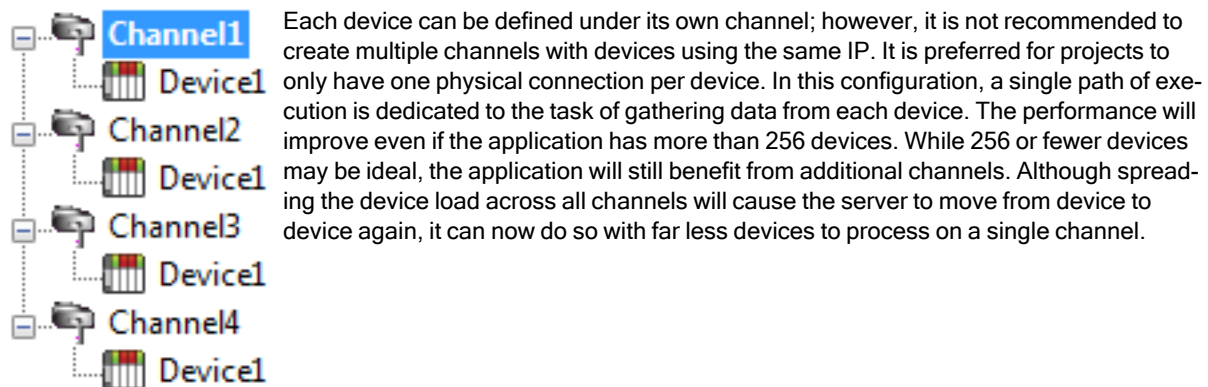 Channel1
Device1
Channel2
Device1
Channel3
Device1
Channel4
Device1
Each device can be defined under its own channel; however, it is not recommended to
create multiple channels with devices using the same IP. It is preferred for projects to
only have one physical connection per device. In this configuration, a single path of exe-
cution is dedicated to the task of gathering data from each device. The performance will
improve even if the application has more than 256 devices. While 256 or fewer devices
may be ideal, the application will still benefit from additional channels. Although spread-
ing the device load across all channels will cause the server to move from device to
device again, it can now do so with far less devices to process on a single channel.